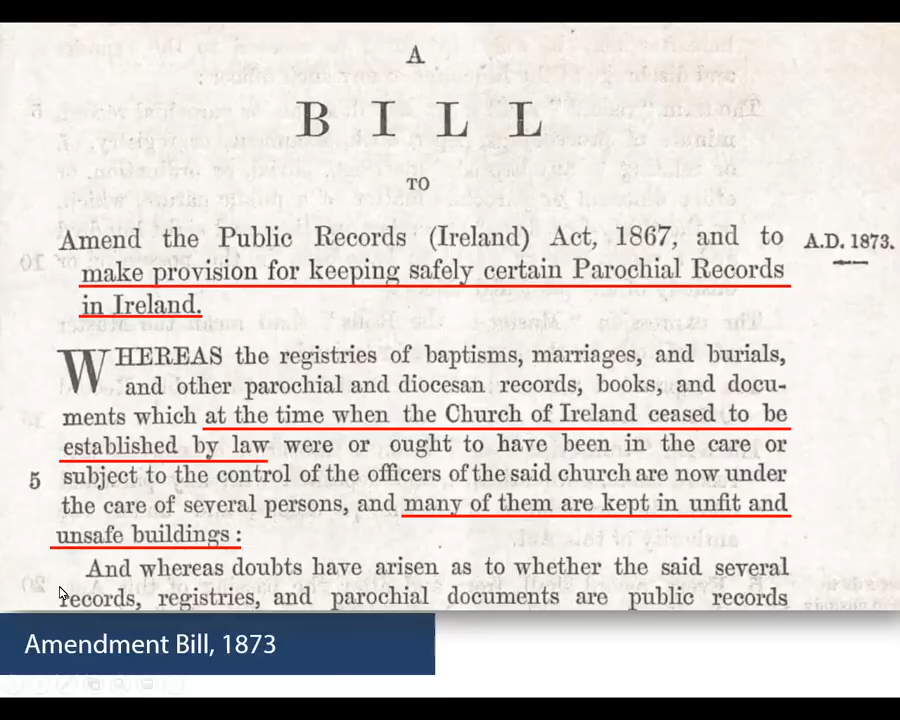 A
BILL
TO
Amend the Public Records (Ireland) Act, 1867, and to
A.D. 1873.
make provision for keeping safely certain Parochial Records
in Ireland.
WHEREAS the registries of baptisms, marriages, and burials,
and other parochial and diocesan records, books, and docu-
ments which at the time when the Church of Ireland ceased to be
established by law were or ought to have been in the care or
5 subject to the control of the officers of the said church are now under
the care of several persons, and many of them are kept in unfit and
unsafe buildings :
And whereas doubts have arisen as to whether the said several
records, registries, and parochial documents are public records
Amendment Bill, 1873